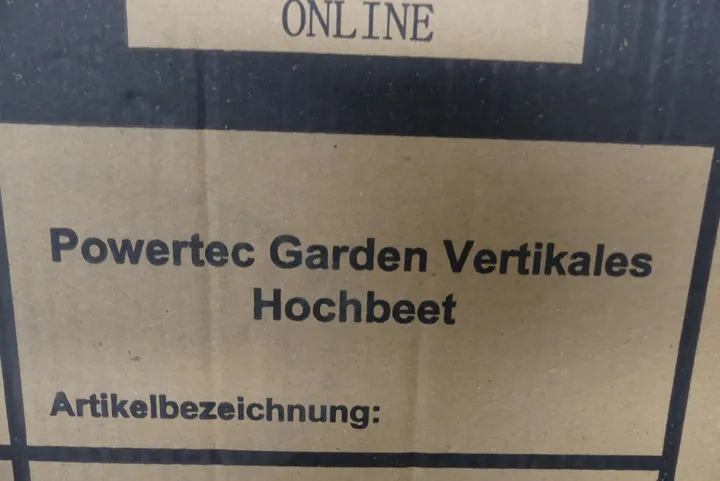 ONLINE
Powertec Garden Vertikales
Hochbeet
Artikelbezeichnung: